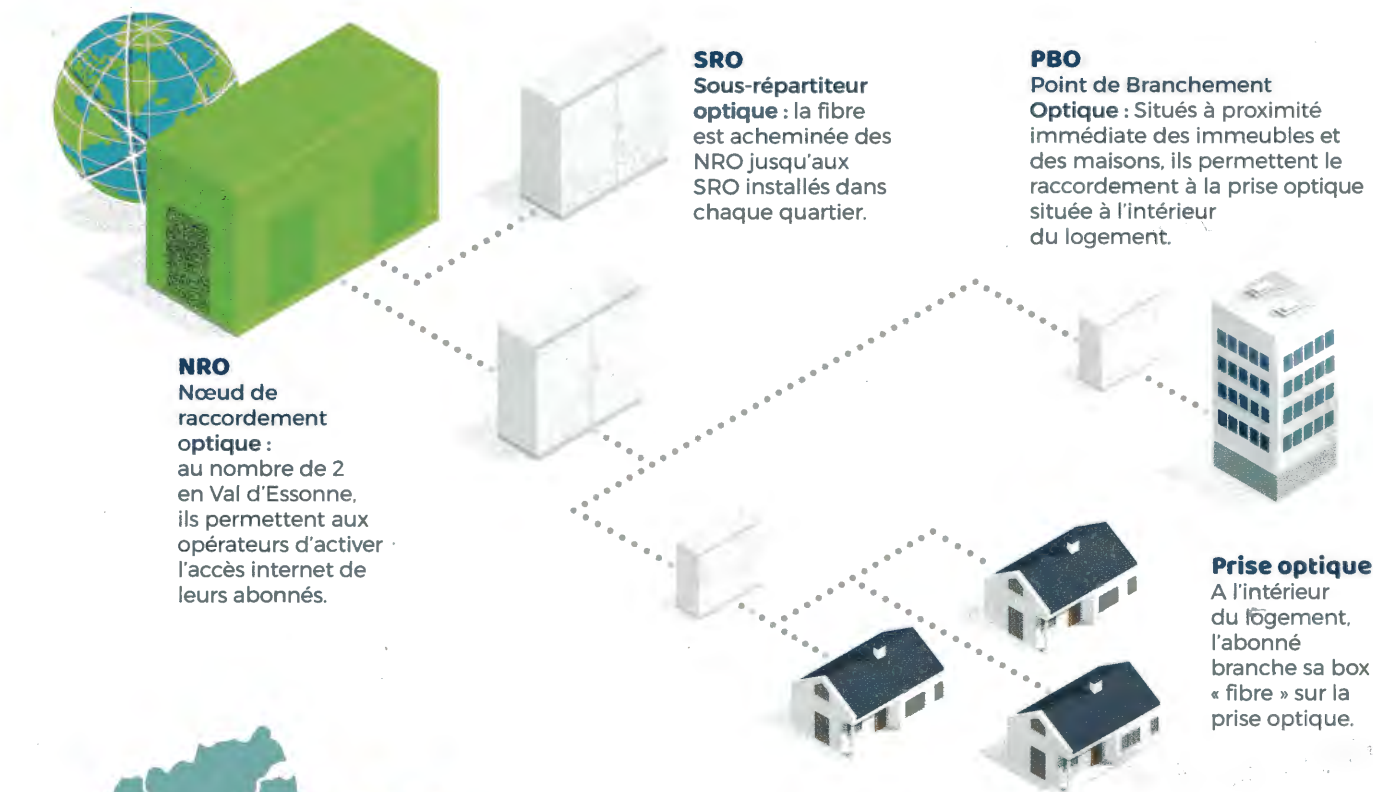 SRO
Sous-répartiteur
optique : la fibre
est acheminée des
NRO jusqu'aux
SRO installés dans
chaque quartier.
PBO
Point de Branchement
Optique : Situés à proximité
immédiate des immeubles et
des maisons, ils permettent le
raccordement à la prise optique
située à l'intérieur
du logement.
NRO
Nœud de
raccordement
optique :
au nombre de 2
en Val d'Essonne,
ils permettent aux
opérateurs d'activer
l'accès internet de
leurs abonnés.
Prise optique
A l'intérieur
du logement,
l'abonné
branche sa box
« fibre » sur la
prise optique.